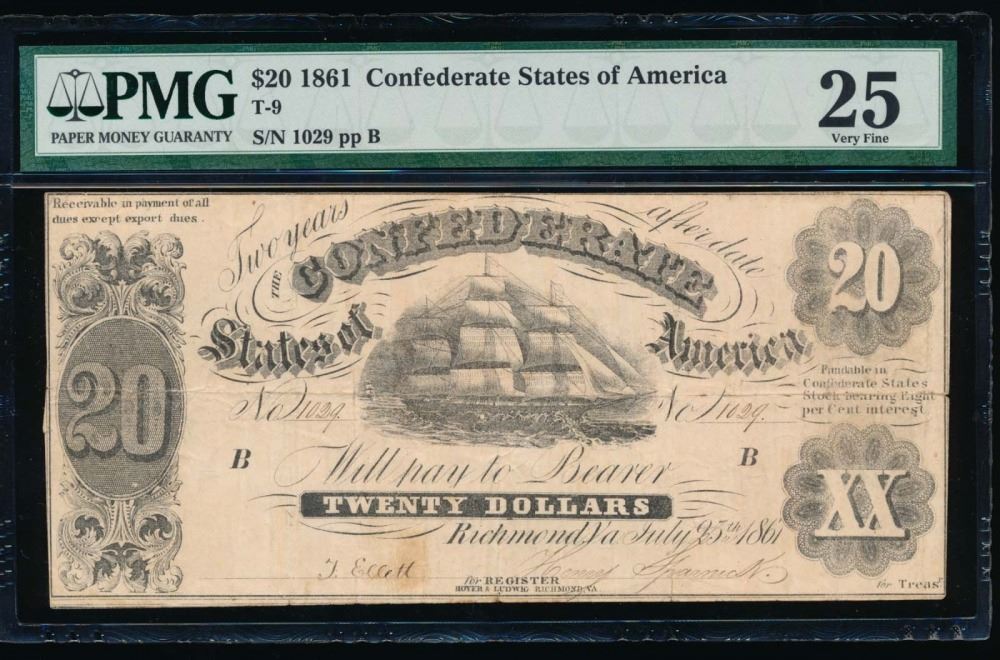 PMG
PAPER MONEY GUARANTY
$20 1861 Confederate States of America
T-9
S/N 1029 pp B
25
Very Fine
Receivable in payment of all
dues except export dues.
Two years after date
THE CONFEDERATE
States of America
20
20
Fundable in
Confederate States
Stock bearing Eight
per Cent interest
No 1029. No 1029.
B B
Will pay to Bearer
TWENTY DOLLARS
XX
Richmond, Va July 25th 1861
T. Ellett
for REGISTER
for Treasr
HOYER & LUDWIG RICHMOND, VA